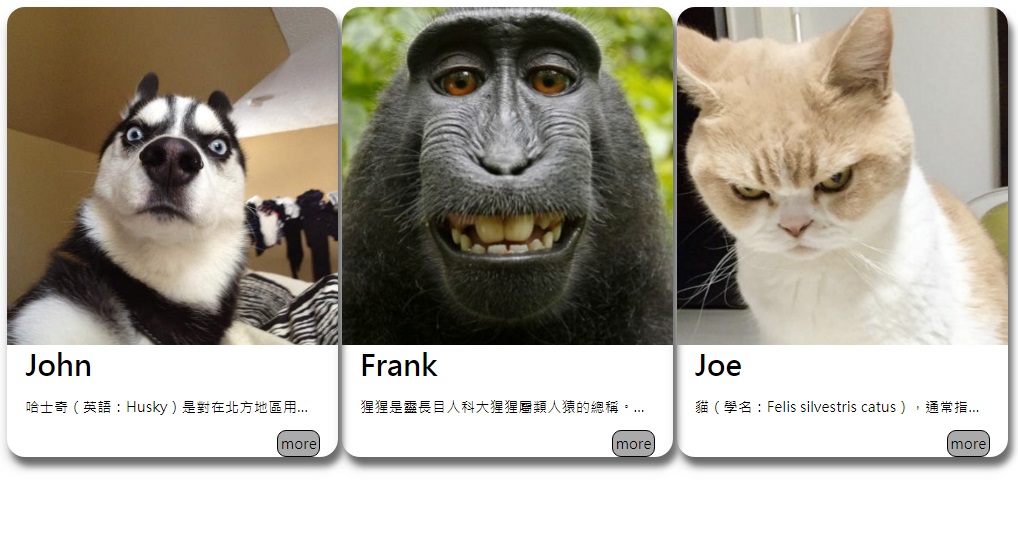 John
哈士奇（英語：Husky）是對在北方地區用...
more
Frank
猩猩是靈長目人科大猩猩屬類人猿的總稱。...
more
Joe
貓（學名：Felis silvestris catus），通常指...
more